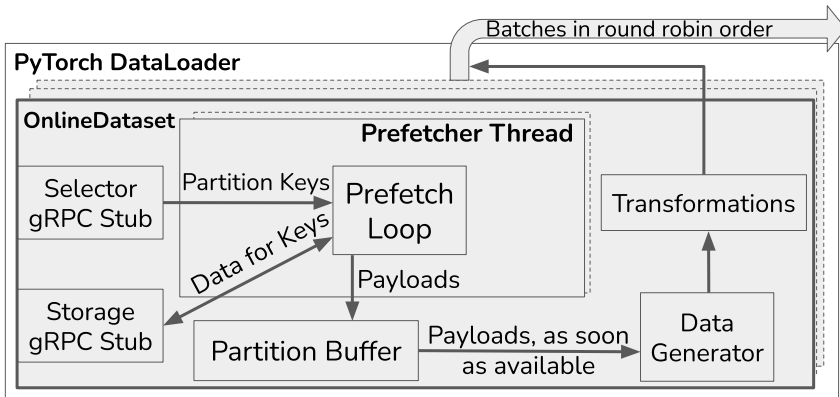 Batches in round robin order
PyTorch DataLoader
OnlineDataset
Prefetcher Thread
Selector
gRPC Stub
Partition Keys
Prefetch
Loop
Transformations
Data for Keys
Payloads
Storage
gRPC Stub
Partition Buffer
Payloads, as soon
as available
Data
Generator